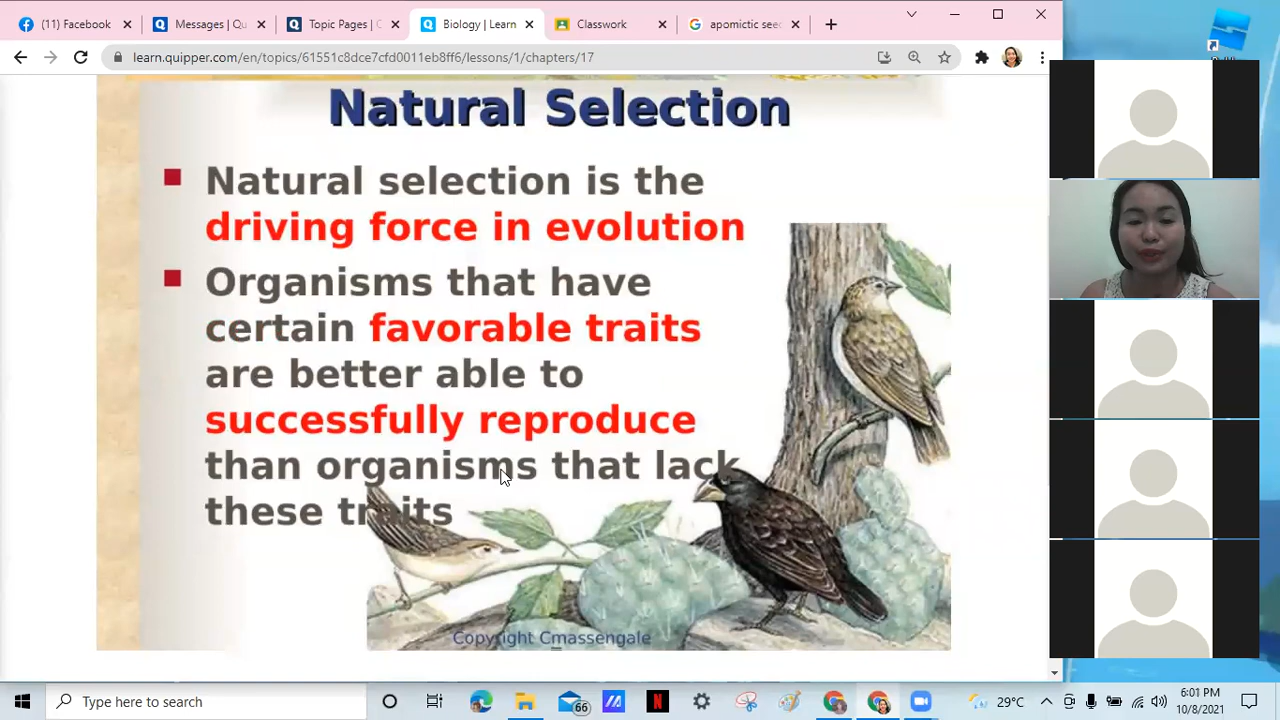 (11) Facebook
Messages | Qu
Topic Pages | C
Biology | Learn
Classwork
apomictic see
learn.quipper.com/en/topics/61551c8dce7cfd0011eb8ff6/lessons/1/chapters/17
Natural Selection
Natural selection is the
driving force in evolution
Organisms that have
certain favorable traits
are better able to
successfully reproduce
than organisms that lack
these traits
Copyright Cmassengale
Type here to search
66
29°C
6:01 PM
10/8/2021